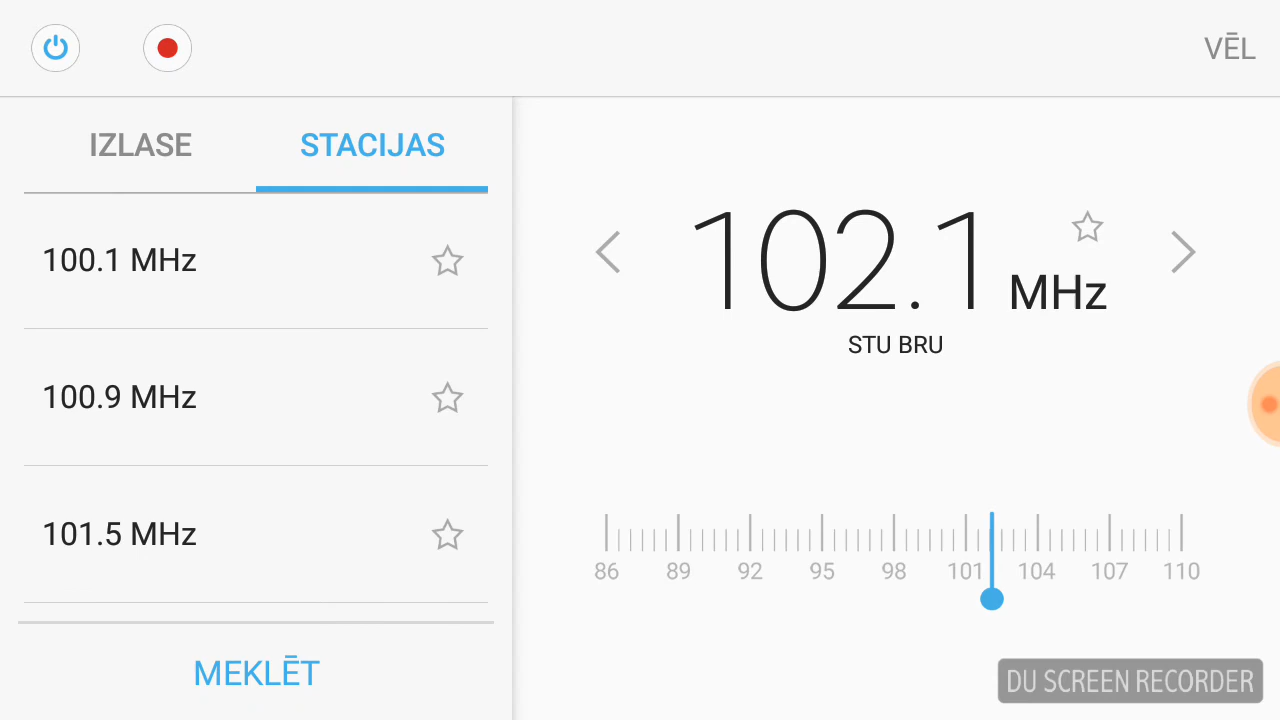 VĒL
IZLASE
STACIJAS
100.1 MHz
100.9 MHz
101.5 MHz
MEKLĒT
102.1 MHz
STU BRU
86 89 92 95 98 101 104 107 110
DU SCREEN RECORDER